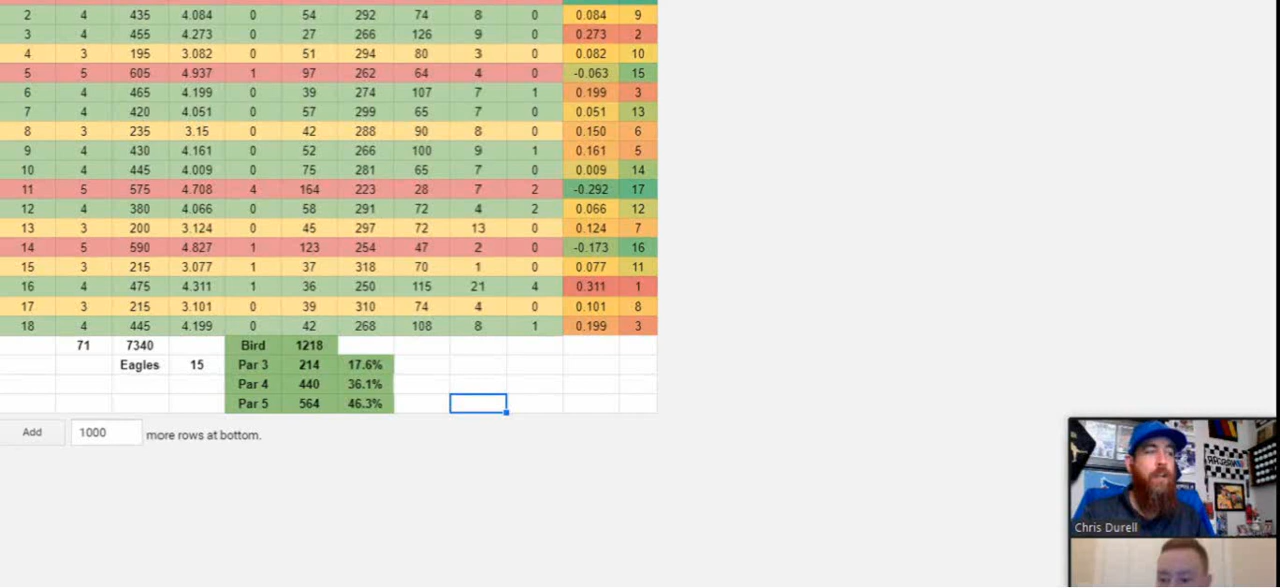 2 4 435 4.084 0 54 292 74 8 0 0.084 9
3 4 455 4.273 0 27 266 126 9 0 0.273 2
4 3 195 3.082 0 51 294 80 3 0 0.082 10
5 5 605 4.937 1 97 262 64 4 0 -0.063 15
6 4 465 4.199 0 39 274 107 7 1 0.199 3
7 4 420 4.051 0 57 299 65 7 0 0.051 13
8 3 235 3.15 0 42 288 90 8 0 0.150 6
9 4 430 4.161 0 52 266 100 9 1 0.161 5
10 4 445 4.009 0 75 281 65 7 0 0.009 14
11 5 575 4.708 4 164 223 28 7 2 -0.292 17
12 4 380 4.066 0 58 291 72 4 2 0.066 12
13 3 200 3.124 0 45 297 72 13 0 0.124 7
14 5 590 4.827 1 123 254 47 2 0 -0.173 16
15 3 215 3.077 1 37 318 70 1 0 0.077 11
16 4 475 4.311 1 36 250 115 21 4 0.311 1
17 3 215 3.101 0 39 310 74 4 0 0.101 8
18 4 445 4.199 0 42 268 108 8 1 0.199 3
71 7340 Bird 1218
Eagles 15 Par 3 214 17.6%
Par 4 440 36.1%
Par 5 564 46.3%
Add 1000 more rows at bottom.
NASCAR
Chris Durell